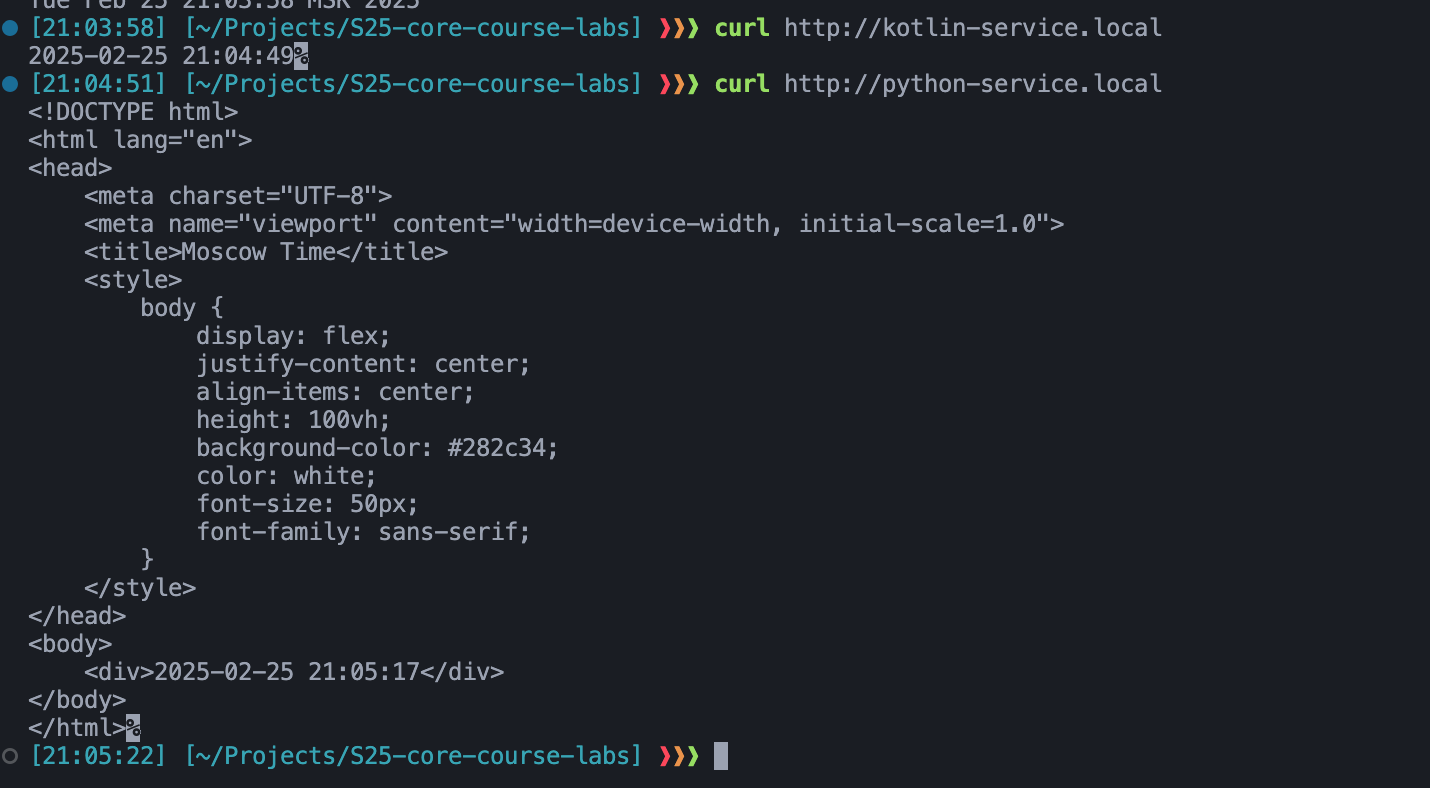 Tue Feb 25 21:03:58 MSK 2025
[21:03:58] [~/Projects/S25-core-course-labs] ❯❯❯ curl http://kotlin-service.local
2025-02-25 21:04:49%
[21:04:51] [~/Projects/S25-core-course-labs] ❯❯❯ curl http://python-service.local
<!DOCTYPE html>
<html lang="en">
<head>
    <meta charset="UTF-8">
    <meta name="viewport" content="width=device-width, initial-scale=1.0">
    <title>Moscow Time</title>
    <style>
        body {
            display: flex;
            justify-content: center;
            align-items: center;
            height: 100vh;
            background-color: #282c34;
            color: white;
            font-size: 50px;
            font-family: sans-serif;
        }
    </style>
</head>
<body>
    <div>2025-02-25 21:05:17</div>
</body>
</html>%
[21:05:22] [~/Projects/S25-core-course-labs] ❯❯❯